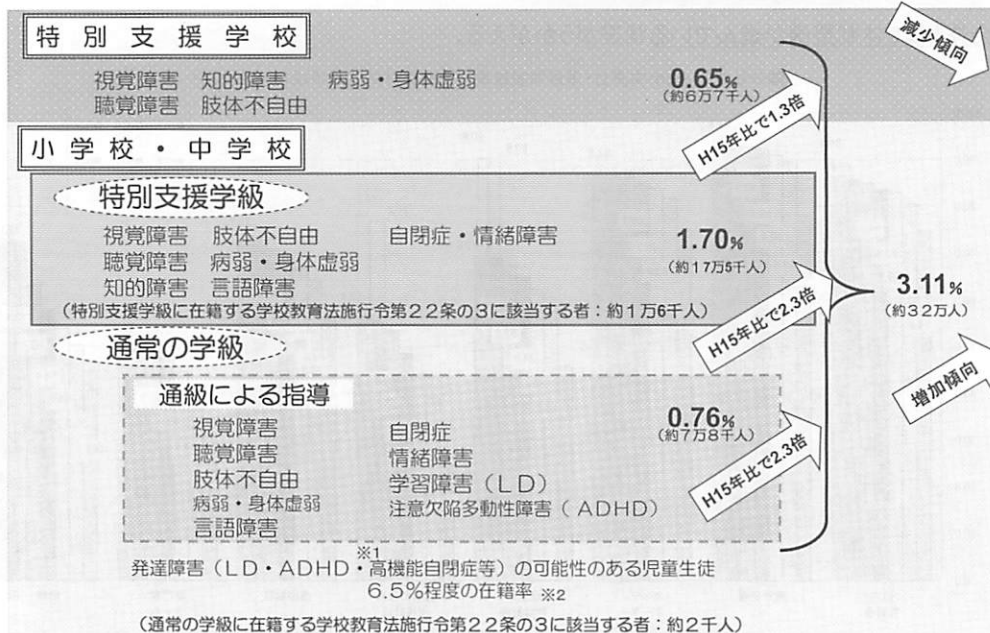 特別支援学校
減少傾向
視覚障害 知的障害 病弱・身体虚弱
聴覚障害 肢体不自由
0.65%
(約6万7千人)
H15年比で1.3倍
小学校・中学校
特別支援学級
視覚障害 肢体不自由 自閉症・情緒障害
聴覚障害 病弱・身体虚弱
知的障害 言語障害
1.70%
(約17万5千人)
(特別支援学級に在籍する学校教育法施行令第22条の3に該当する者:約1万6千人)
H15年比で2.3倍
3.11%
(約32万人)
増加傾向
通常の学級
通級による指導
視覚障害 自閉症
聴覚障害 情緒障害
肢体不自由 学習障害(LD)
病弱・身体虚弱 注意欠陥多動性障害(ADHD)
言語障害
0.76%
(約7万8千人)
H15年比で2.3倍
※1
発達障害(LD・ADHD・高機能自閉症等)の可能性のある児童生徒
6.5%程度の在籍率 ※2
(通常の学級に在籍する学校教育法施行令第22条の3に該当する者:約2千人)